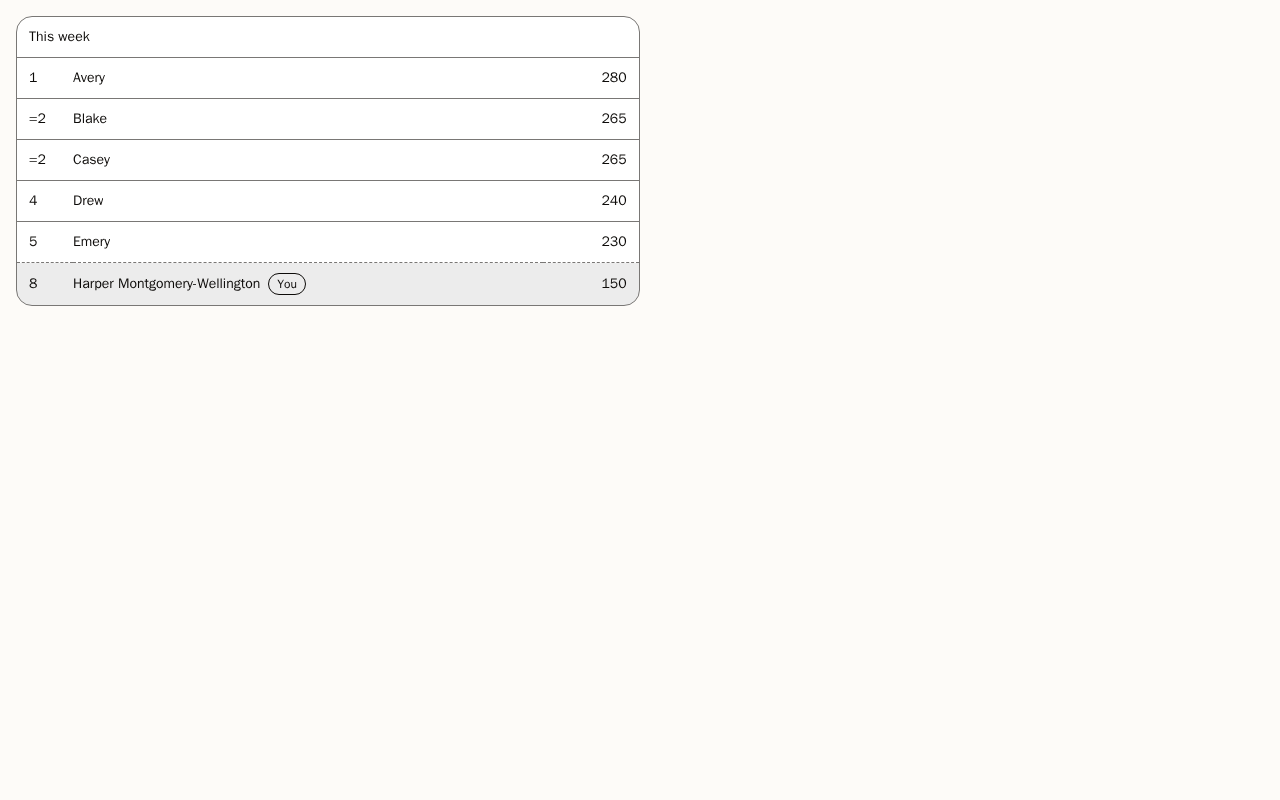 This week
1 Avery 280
=2 Blake 265
=2 Casey 265
4 Drew 240
5 Emery 230
8 Harper Montgomery-Wellington You 150